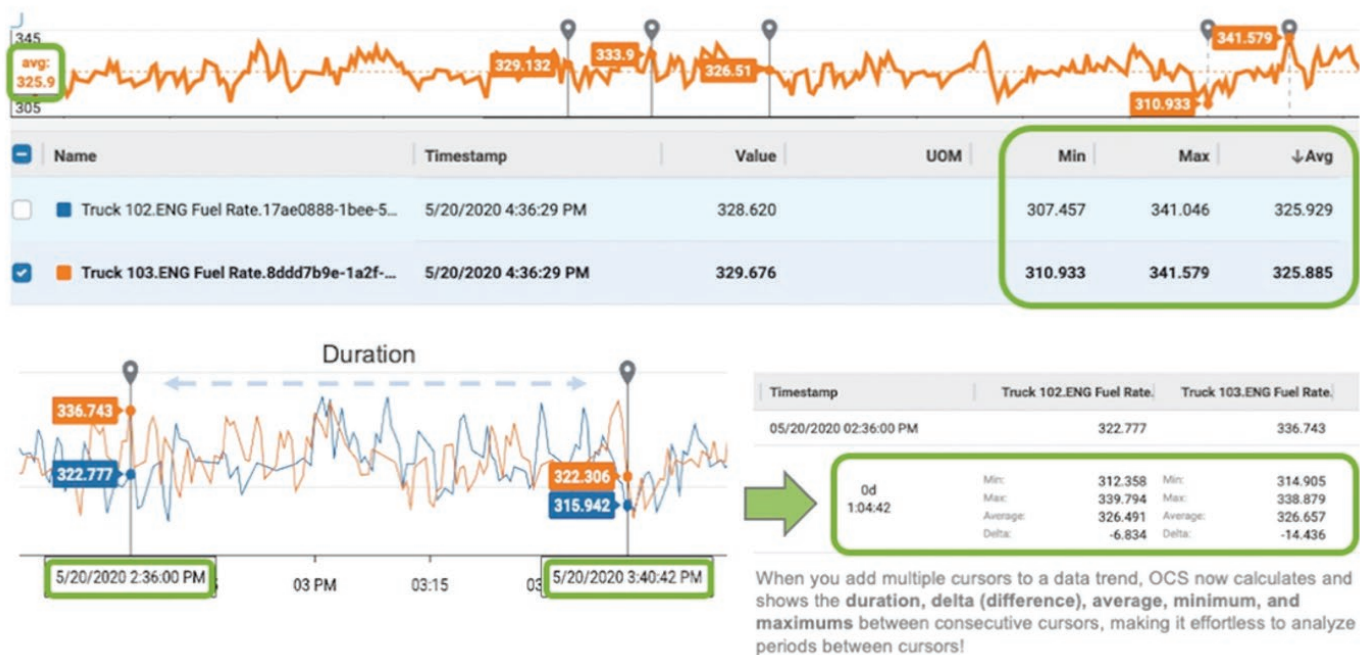 345
avg:
325.9
305
329.132
333.9
326.51
310.933
341.579
Name Timestamp Value UOM Min Max ↓Avg
Truck 102.ENG Fuel Rate.17ae0888-1bee-5... 5/20/2020 4:36:29 PM 328.620 307.457 341.046 325.929
Truck 103.ENG Fuel Rate.8ddd7b9e-1a2f-... 5/20/2020 4:36:29 PM 329.676 310.933 341.579 325.885
Duration
336.743
322.777
322.306
315.942
5/20/2020 2:36:00 PM 03 PM 03:15 03 5/20/2020 3:40:42 PM
Timestamp Truck 102.ENG Fuel Rate. Truck 103.ENG Fuel Rate.
05/20/2020 02:36:00 PM 322.777 336.743
0d
1:04:42
Min: 312.358 Min: 314.905
Max: 339.794 Max: 338.879
Average: 326.491 Average: 326.657
Delta: -6.834 Delta: -14.436
When you add multiple cursors to a data trend, OCS now calculates and
shows the duration, delta (difference), average, minimum, and
maximums between consecutive cursors, making it effortless to analyze
periods between cursors!